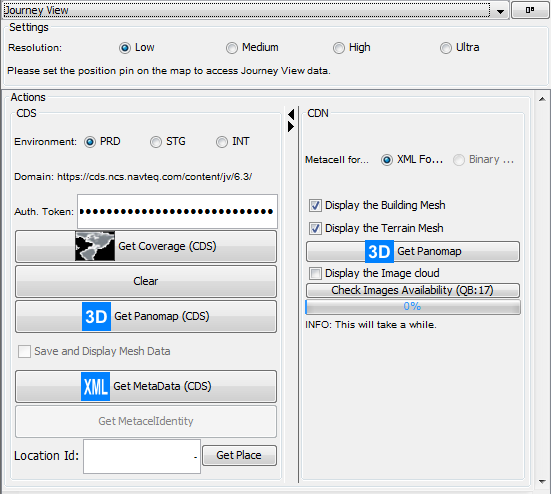 Journey View
Settings
Resolution: Low Medium High Ultra
Please set the position pin on the map to access Journey View data.
Actions
CDS
Environment: PRD STG INT
Domain: https://cds.ncs.navteq.com/content/jv/6.3/
Auth. Token: ●●●●●●●●●●●●●●●●●●●●●●●●●●●●
Get Coverage (CDS)
Clear
3D Get Panomap (CDS)
Save and Display Mesh Data
XML Get MetaData (CDS)
Get MetacelIdentity
Location Id: - Get Place
CDN
Metacell for... XML Fo... Binary ...
Display the Building Mesh
Display the Terrain Mesh
3D Get Panomap
Display the Image cloud
Check Images Availability (QB:17)
0%
INFO: This will take a while.